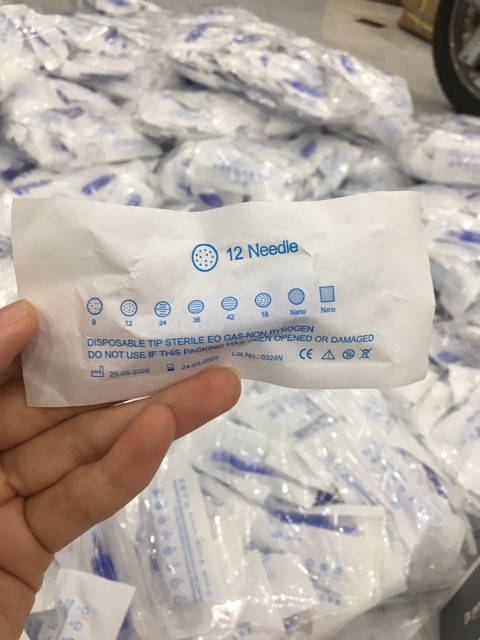 12 Needle
9 12 24 36 42 18 Nano Nano
DISPOSABLE TIP STERILE EO GAS-NON PYROGEN
DO NOT USE IF THIS PACKING HAS BEEN OPENED OR DAMAGED
25-03-2020 24-03-2023 Lot No.: 0324N CE